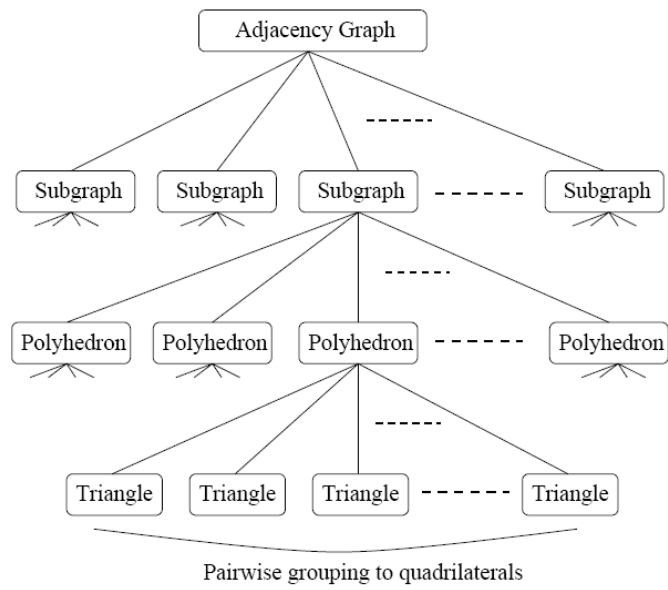 Adjacency Graph
Subgraph Subgraph Subgraph Subgraph
Polyhedron Polyhedron Polyhedron Polyhedron
Triangle Triangle Triangle Triangle
Pairwise grouping to quadrilaterals